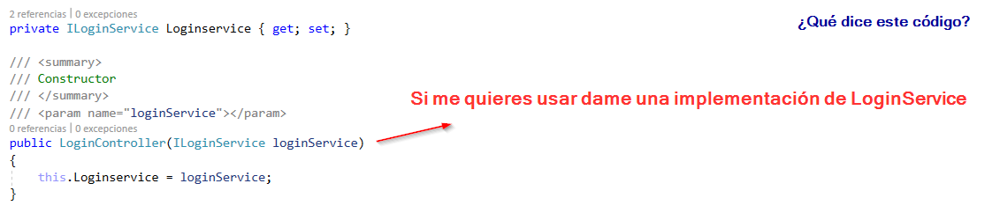 2 referencias | 0 excepciones
private ILoginService Loginservice { get; set; }
¿Qué dice este código?
/// <summary>
/// Constructor
/// </summary>
/// <param name="loginService"></param>
Si me quieres usar dame una implementación de LoginService
0 referencias | 0 excepciones
public LoginController(ILoginService loginService)
{
this.Loginservice = loginService;
}